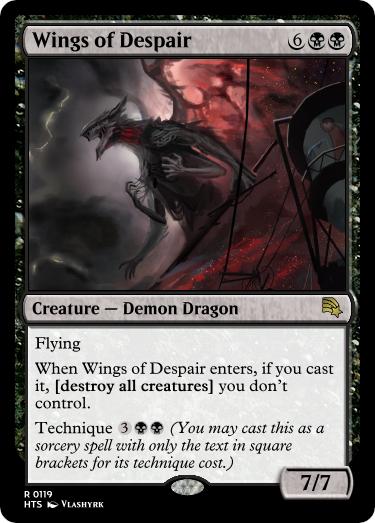 Wings of Despair 6
Creature — Demon Dragon
Flying
When Wings of Despair enters, if you cast
it, [destroy all creatures] you don't
control.
Technique 3 (You may cast this as a
sorcery spell with only the text in square
brackets for its technique cost.)
7/7
R 0119
HTS Vlashyrk